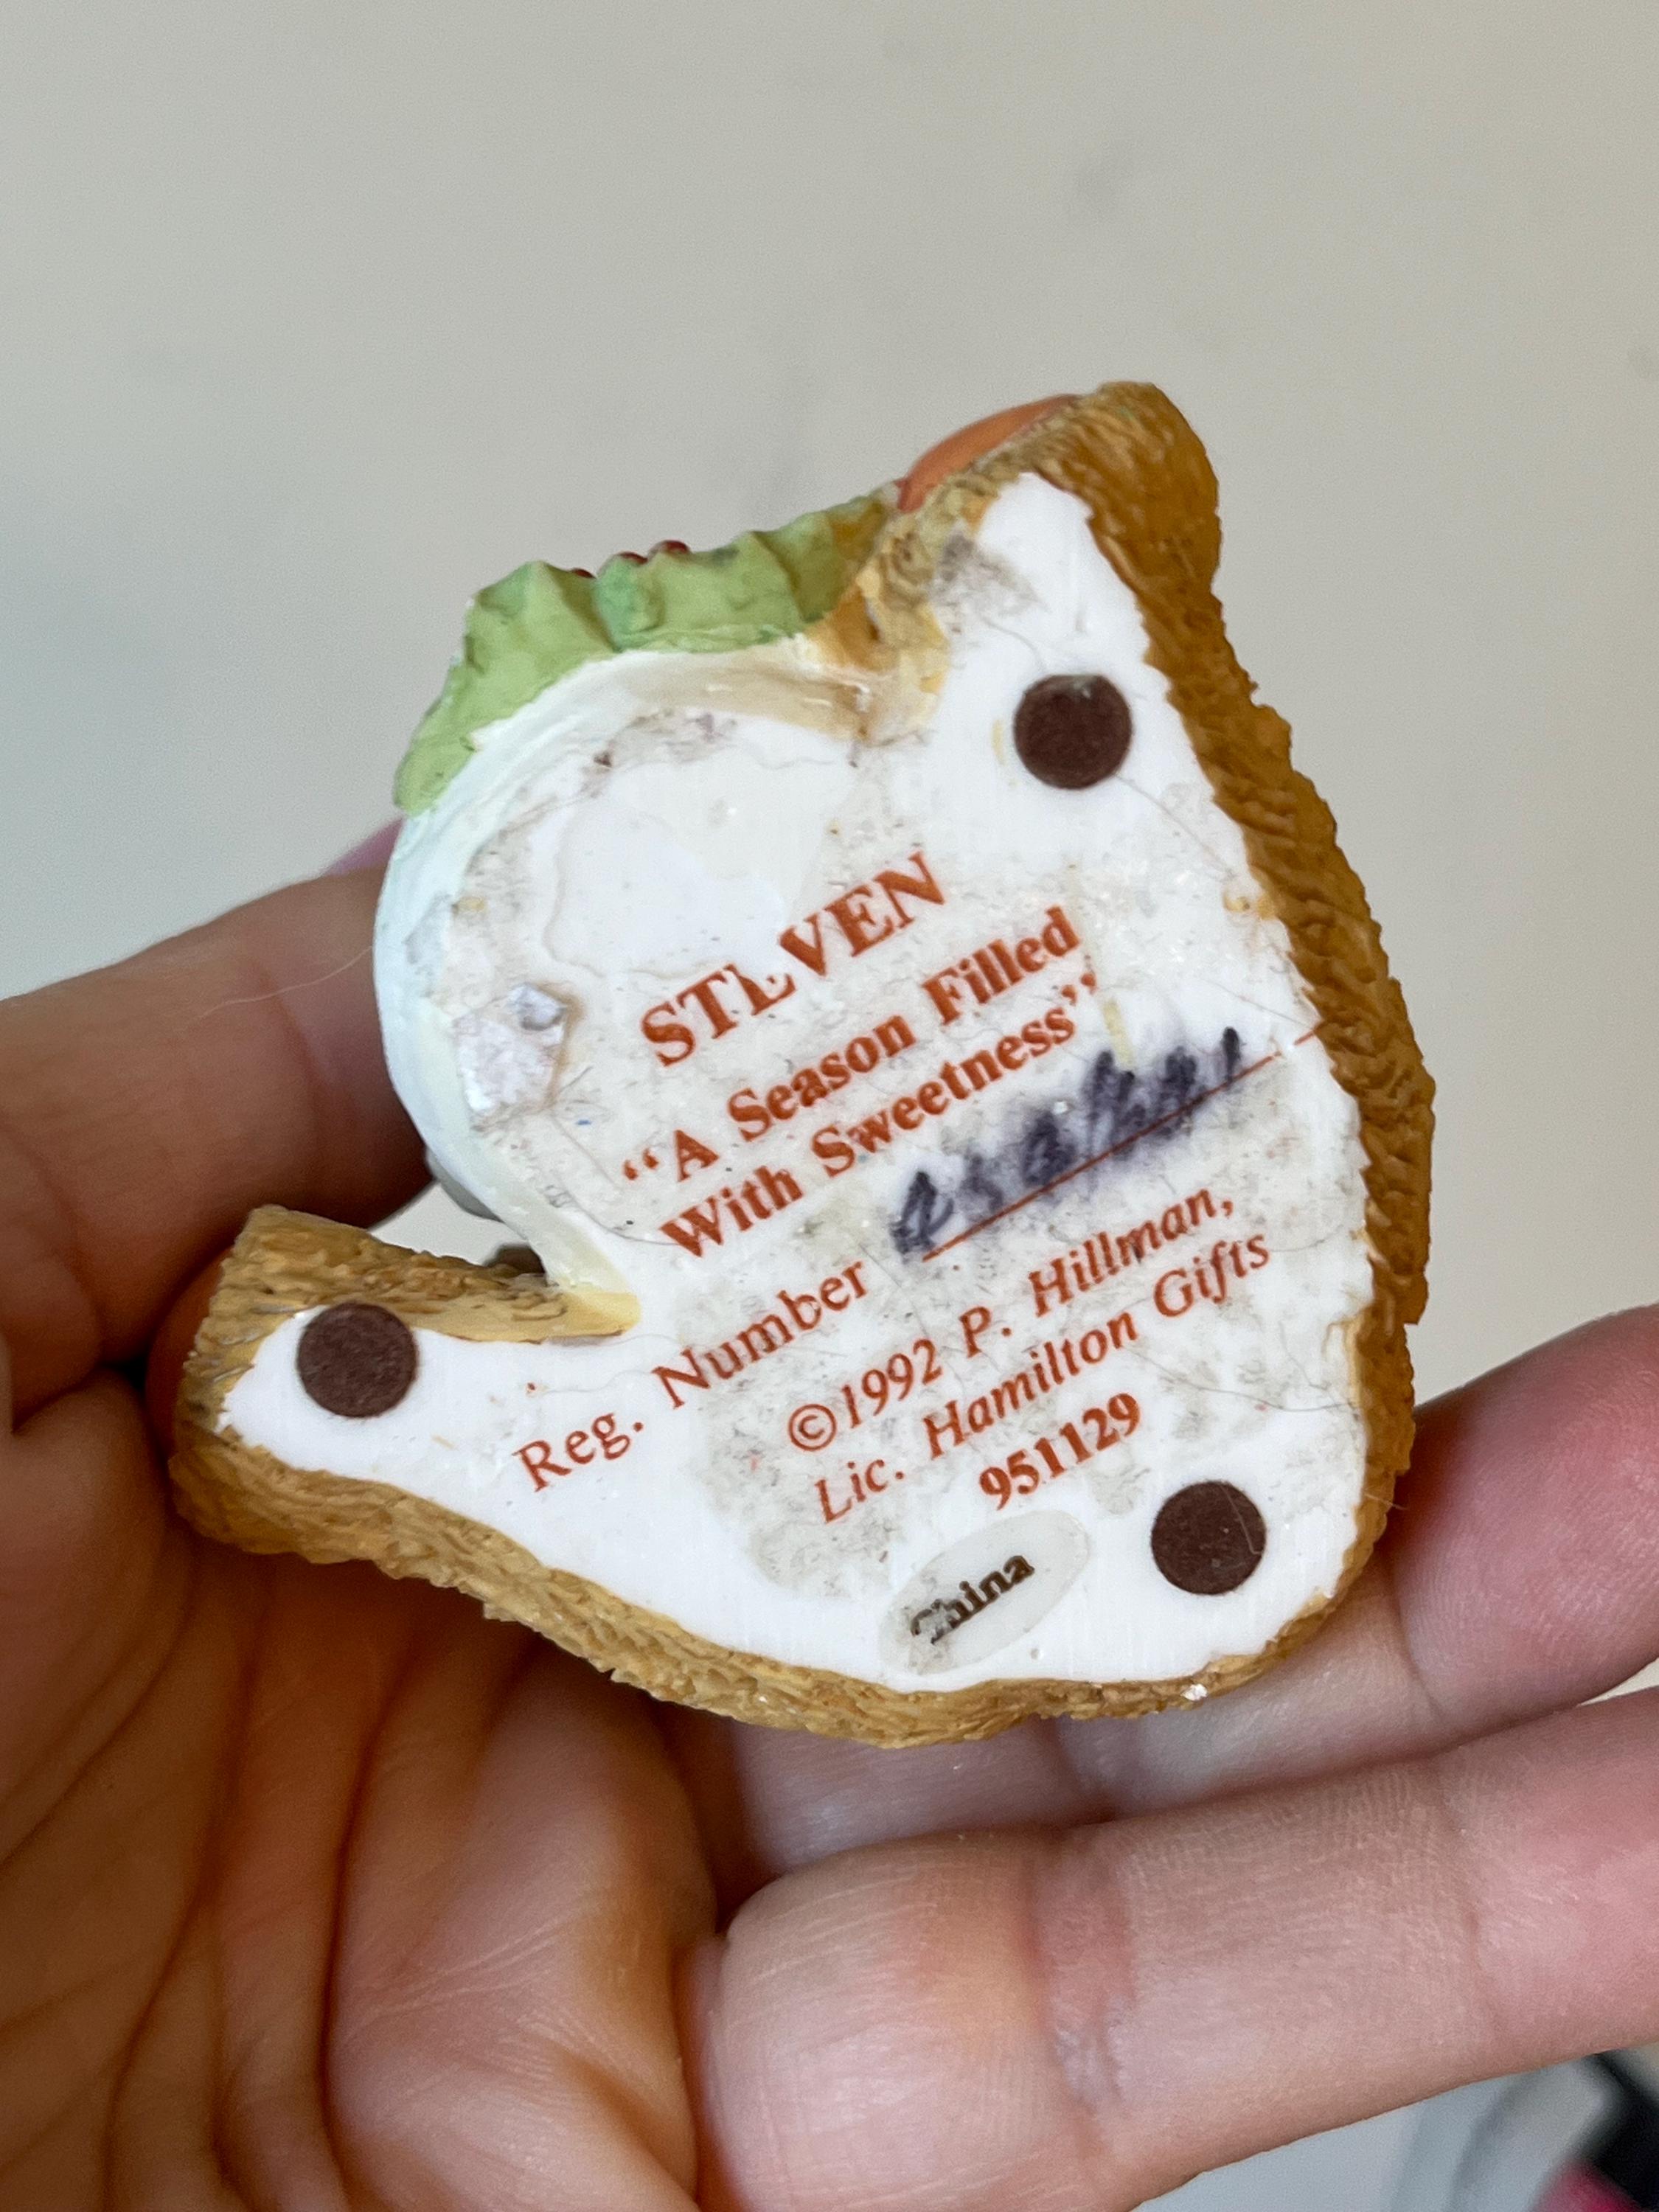 STEVEN
“A Season Filled
With Sweetness”
Reg. Number
©1992 P. Hillman,
Lic. Hamilton Gifts
951129
China